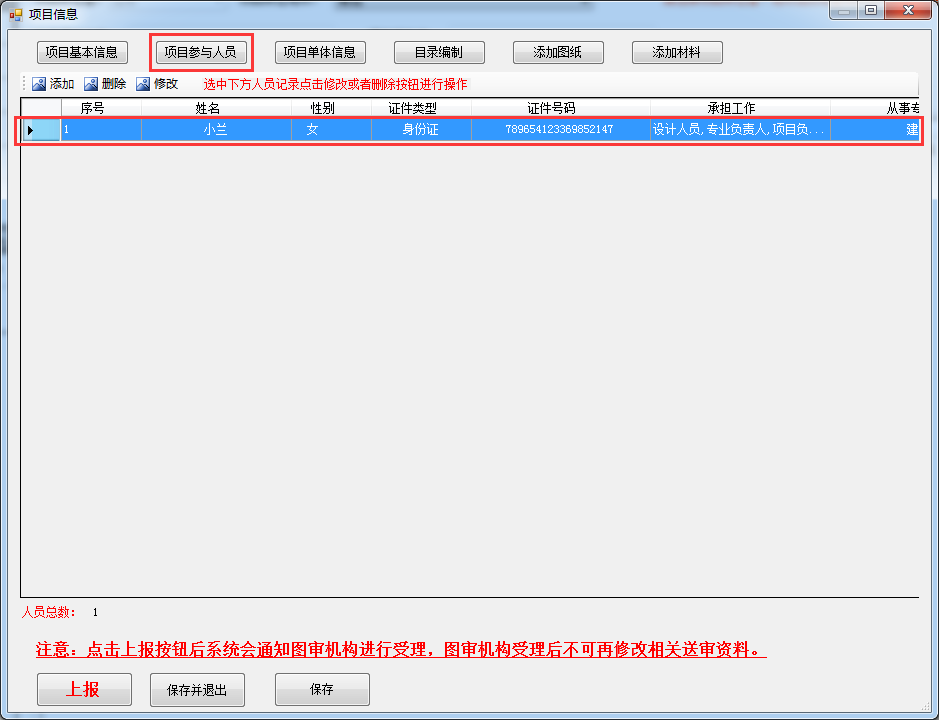 项目信息
项目基本信息 项目参与人员 项目单体信息 目录编制 添加图纸 添加材料
添加 删除 修改 选中下方人员记录点击修改或者删除按钮进行操作
序号 姓名 性别 证件类型 证件号码 承担工作 从事专
1 小兰 女 身份证 789654123369852147 设计人员,专业负责人,项目负... 建
人员总数: 1
注意：点击上报按钮后系统会通知图审机构进行受理，图审机构受理后不可再修改相关送审资料。
上报 保存并退出 保存